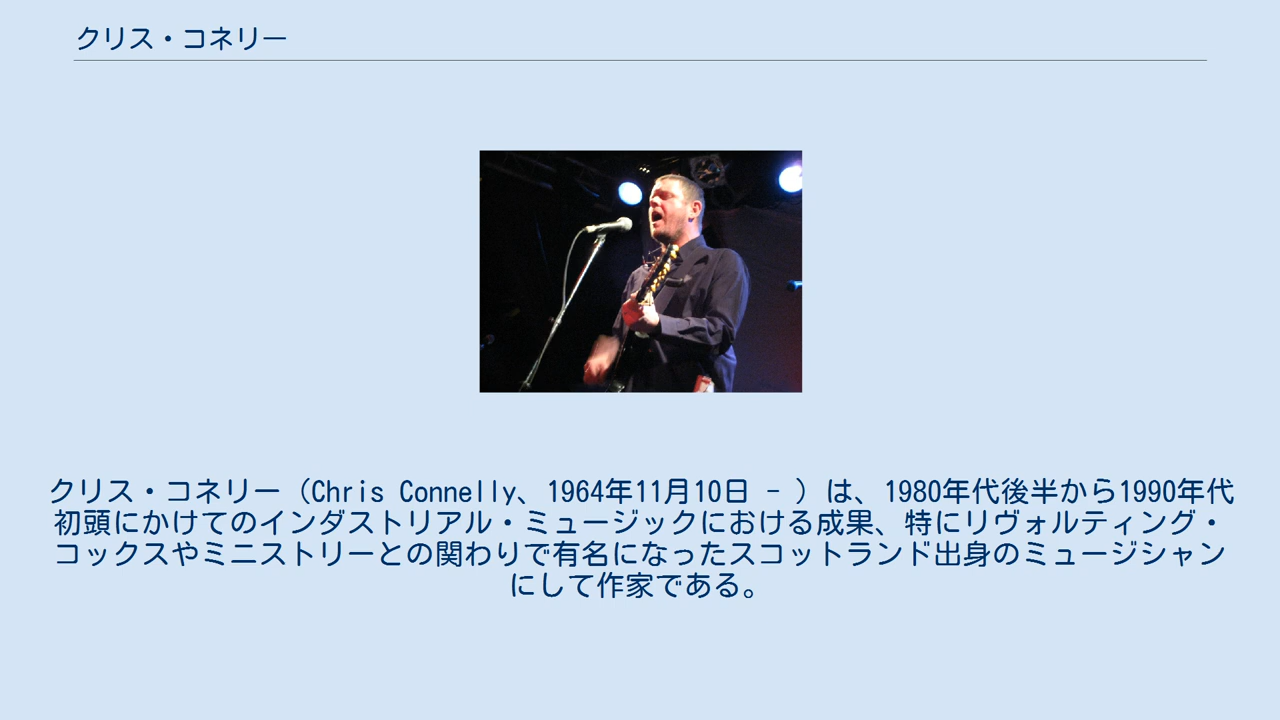 クリス・コネリー
クリス・コネリー（Chris Connelly、1964年11月10日 - ）は、1980年代後半から1990年代
初頭にかけてのインダストリアル・ミュージックにおける成果、特にリヴォルティング・
コックスやミニストリーとの関わりで有名になったスコットランド出身のミュージシャン
にして作家である。